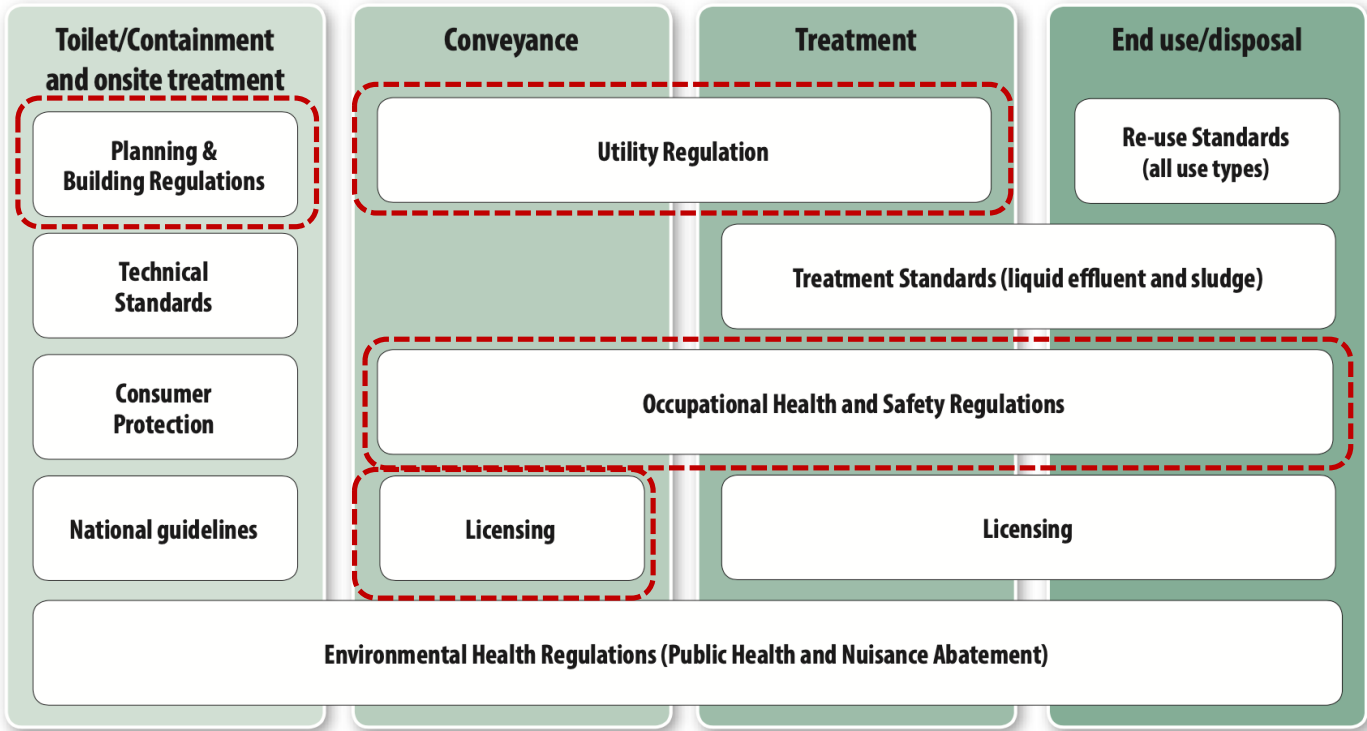 Toilet/Containment
and onsite treatment
Conveyance
Treatment
End use/disposal
Planning &
Building Regulations
Utility Regulation
Re-use Standards
(all use types)
Technical
Standards
Treatment Standards (liquid effluent and sludge)
Consumer
Protection
Occupational Health and Safety Regulations
National guidelines
Licensing
Licensing
Environmental Health Regulations (Public Health and Nuisance Abatement)